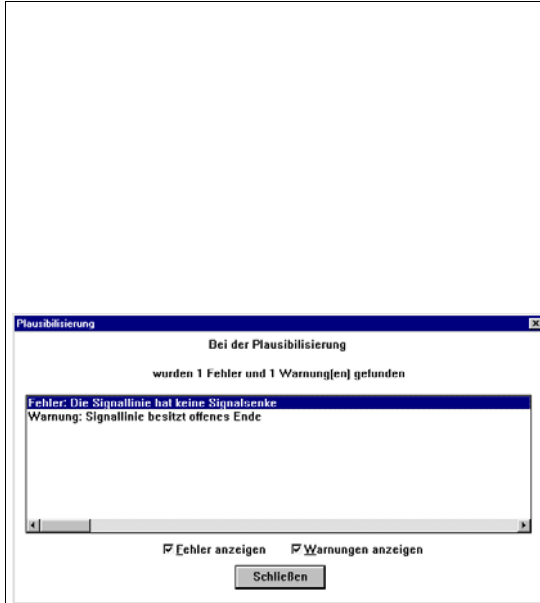 Plausibilisierung
Bei der Plausibilisierung
wurden 1 Fehler und 1 Warnung(en) gefunden
Fehler: Die Signallinie hat keine Signalsenke
Warnung: Signallinie besitzt offenes Ende
Fehler anzeigen Warnungen anzeigen
Schließen